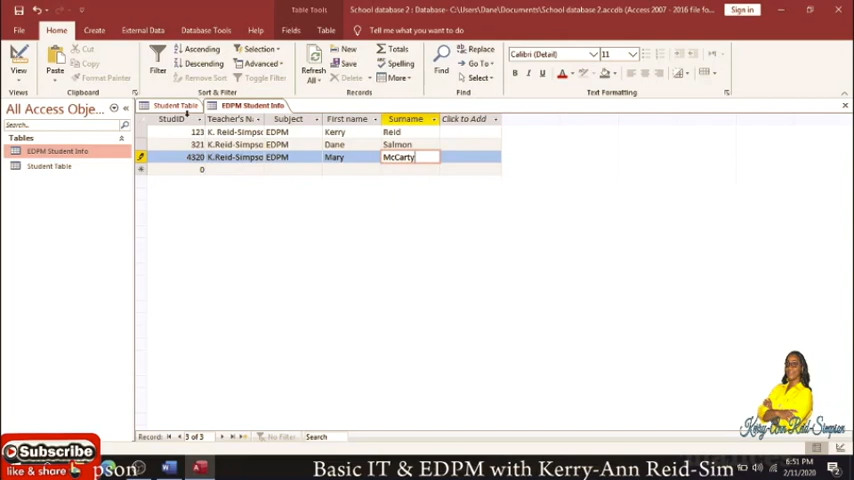 Table Tools
School database 2 : Database- C:\Users\Dane\Documents\School database 2.accdb (Access 2007 - 2016 file fo...
Sign in
File
Home
Create
External Data
Database Tools
Help
Fields
Table
Tell me what you want to do
View
Views
Paste
Cut
Copy
Format Painter
Clipboard
Filter
Ascending
Descending
Remove Sort
Selection
Advanced
Toggle Filter
Sort & Filter
Refresh
All
New
Save
Delete
Totals
Spelling
More
Records
Find
Replace
Go To
Select
Find
Calibri (Detail)
11
B I U
A
Text Formatting
All Access Obje...
Search...
Tables
EDPM Student Info
Student Table
Student Table
EDPM Student Info
StudID Teacher's Na Subject First name Surname Click to Add
123 K. Reid-Simpso EDPM Kerry Reid
321 K.Reid-Simpso EDPM Dane Salmon
4320 K.Reid-Simpso EDPM Mary McCarty
0
Record: 3 of 3 No Filter Search
Kerry-Ann Reid-Simpson
Subscribe
like & share
pson
Basic IT & EDPM with Kerry-Ann Reid-Sim
6:51 PM
2/11/2020
2